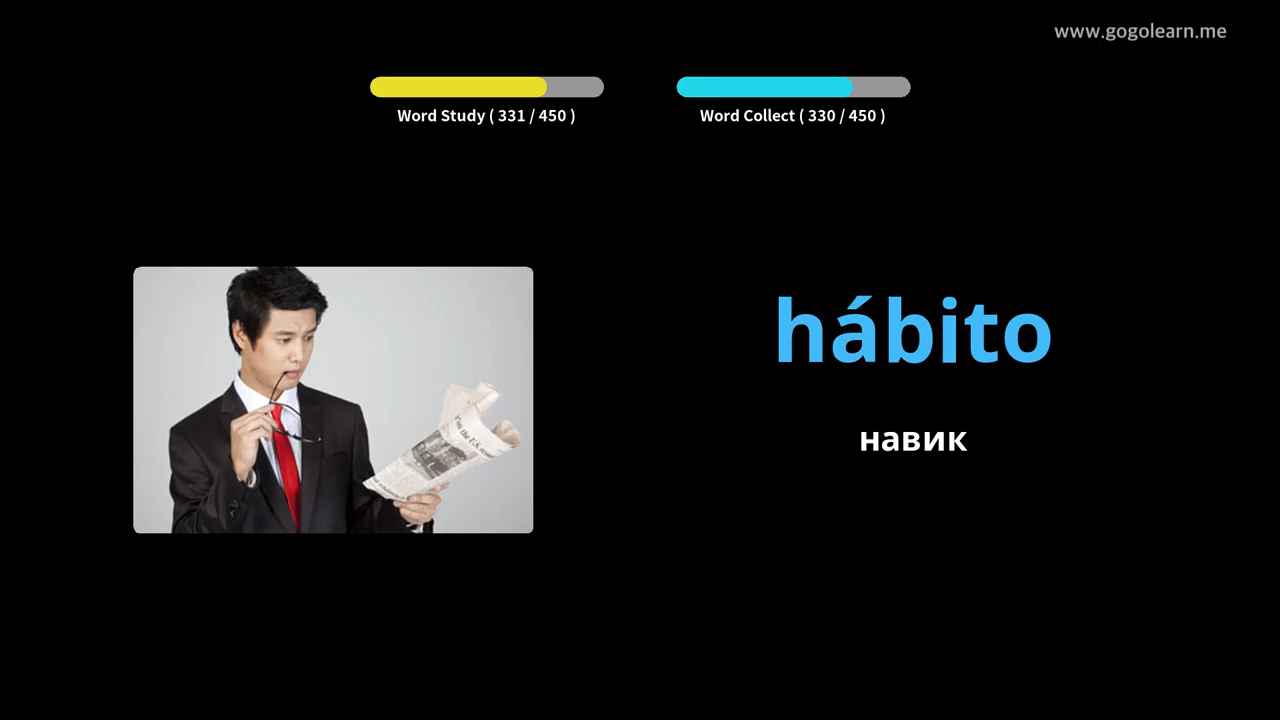 www.gogolearn.me
Word Study ( 331 / 450 )
Word Collect ( 330 / 450 )
hábito
навик